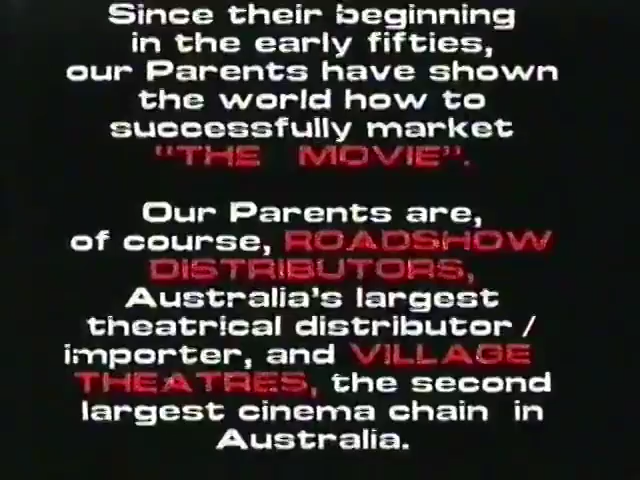 Since their beginning
in the early fifties,
our Parents have shown
the world how to
successfully market
"THE MOVIE".
Our Parents are,
of course, ROADSHOW
DISTRIBUTORS,
Australia's largest
theatrical distributor /
importer, and VILLAGE
THEATRES, the second
largest cinema chain in
Australia.